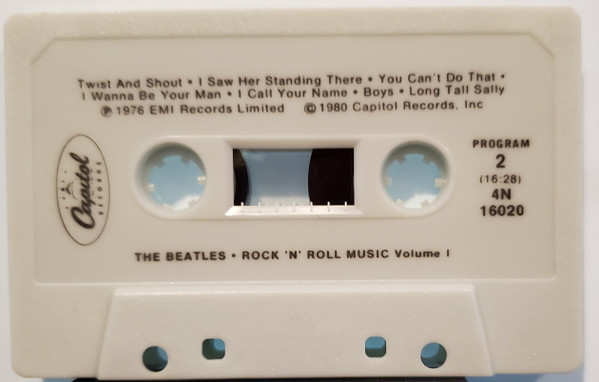 Twist And Shout • I Saw Her Standing There • You Can't Do That •
I Wanna Be Your Man • I Call Your Name • Boys • Long Tall Sally
℗ 1976 EMI Records Limited © 1980 Capitol Records, Inc
Capitol
RECORDS
PROGRAM
2
(16:28)
4N
16020
THE BEATLES • ROCK 'N' ROLL MUSIC Volume I